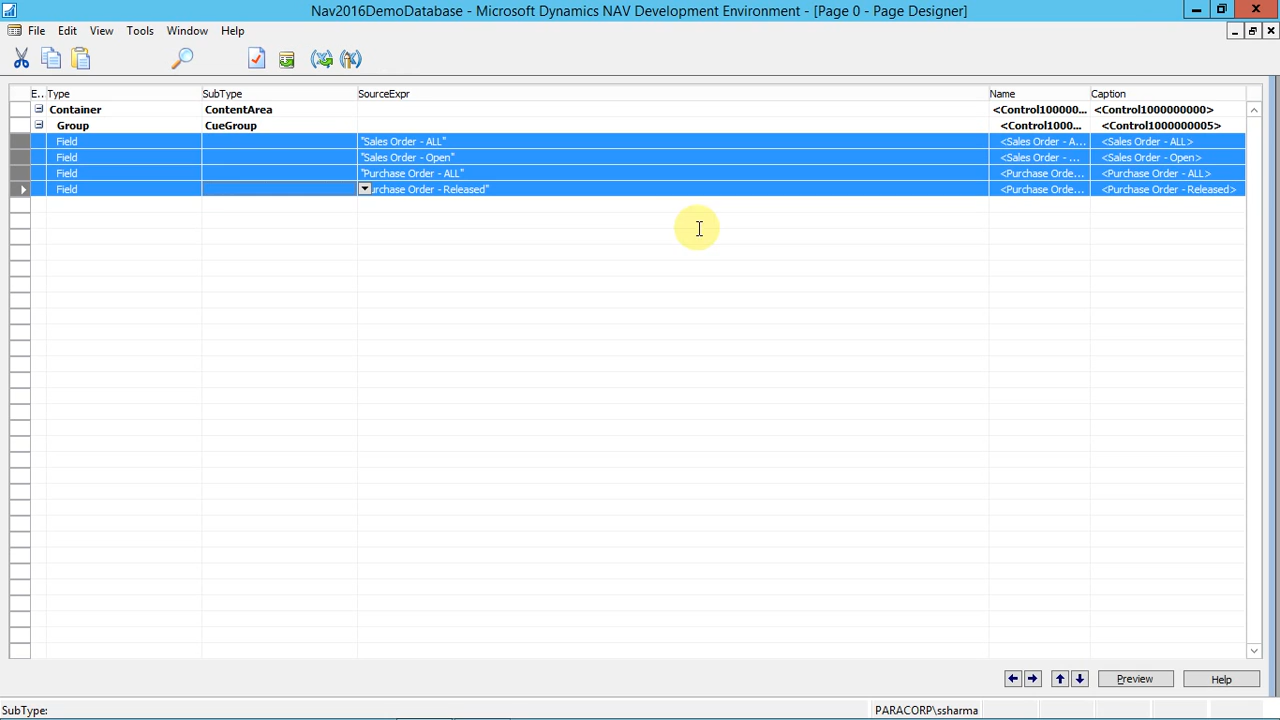 Nav2016DemoDatabase - Microsoft Dynamics NAV Development Environment - [Page 0 - Page Designer]
File Edit View Tools Window Help
E.. Type SubType SourceExpr Name Caption
Container ContentArea <Control100000... <Control1000000000>
Group CueGroup <Control1000... <Control1000000005>
Field "Sales Order - ALL" <Sales Order - A... <Sales Order - ALL>
Field "Sales Order - Open" <Sales Order - ... <Sales Order - Open>
Field "Purchase Order - ALL" <Purchase Orde... <Purchase Order - ALL>
Field urchase Order - Released" <Purchase Orde... <Purchase Order - Released>
Preview Help
SubType: PARACORP\ssharma